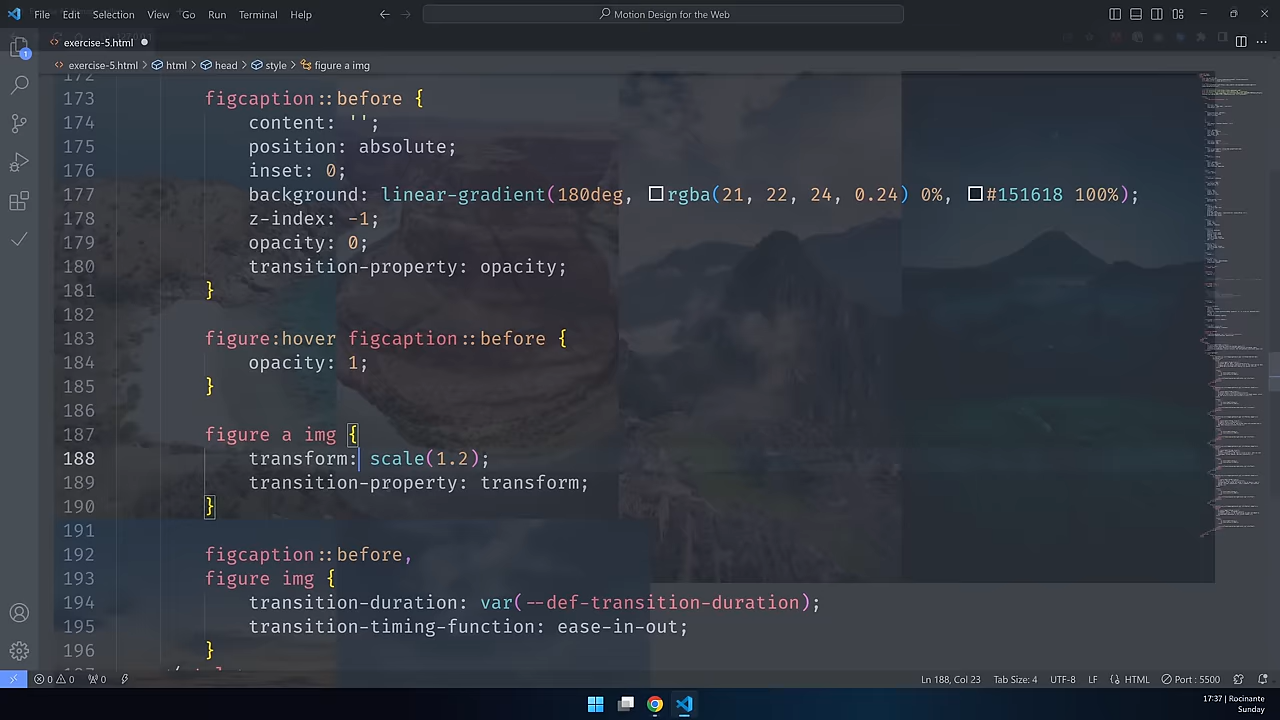 File Edit Selection View Go Run Terminal Help
Motion Design for the Web
exercise-5.html
exercise-5.html > html > head > style > figure a img
1
172
173 figcaption::before {
174 content: '';
175 position: absolute;
176 inset: 0;
177 background: linear-gradient(180deg, rgba(21, 22, 24, 0.24) 0%, #151618 100%);
178 z-index: -1;
179 opacity: 0;
180 transition-property: opacity;
181 }
182
183 figure:hover figcaption::before {
184 opacity: 1;
185 }
186
187 figure a img {
188 transform: scale(1.2);
189 transition-property: transform;
190 }
191
192 figcaption::before,
193 figure img {
194 transition-duration: var(--def-transition-duration);
195 transition-timing-function: ease-in-out;
196 }
0 0 0 Ln 188, Col 23 Tab Size: 4 UTF-8 LF HTML Port : 5500
17:37 | Rocinante
Sunday